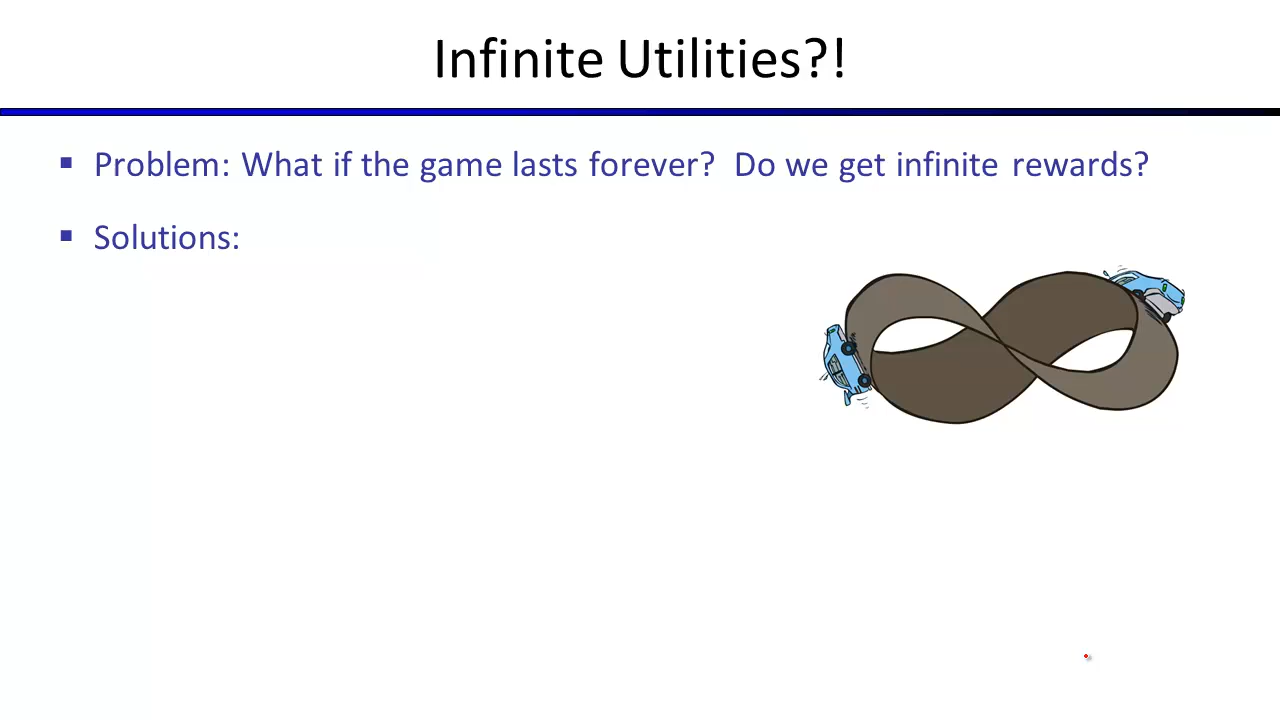 Infinite Utilities?!
▪ Problem: What if the game lasts forever? Do we get infinite rewards?
▪ Solutions: